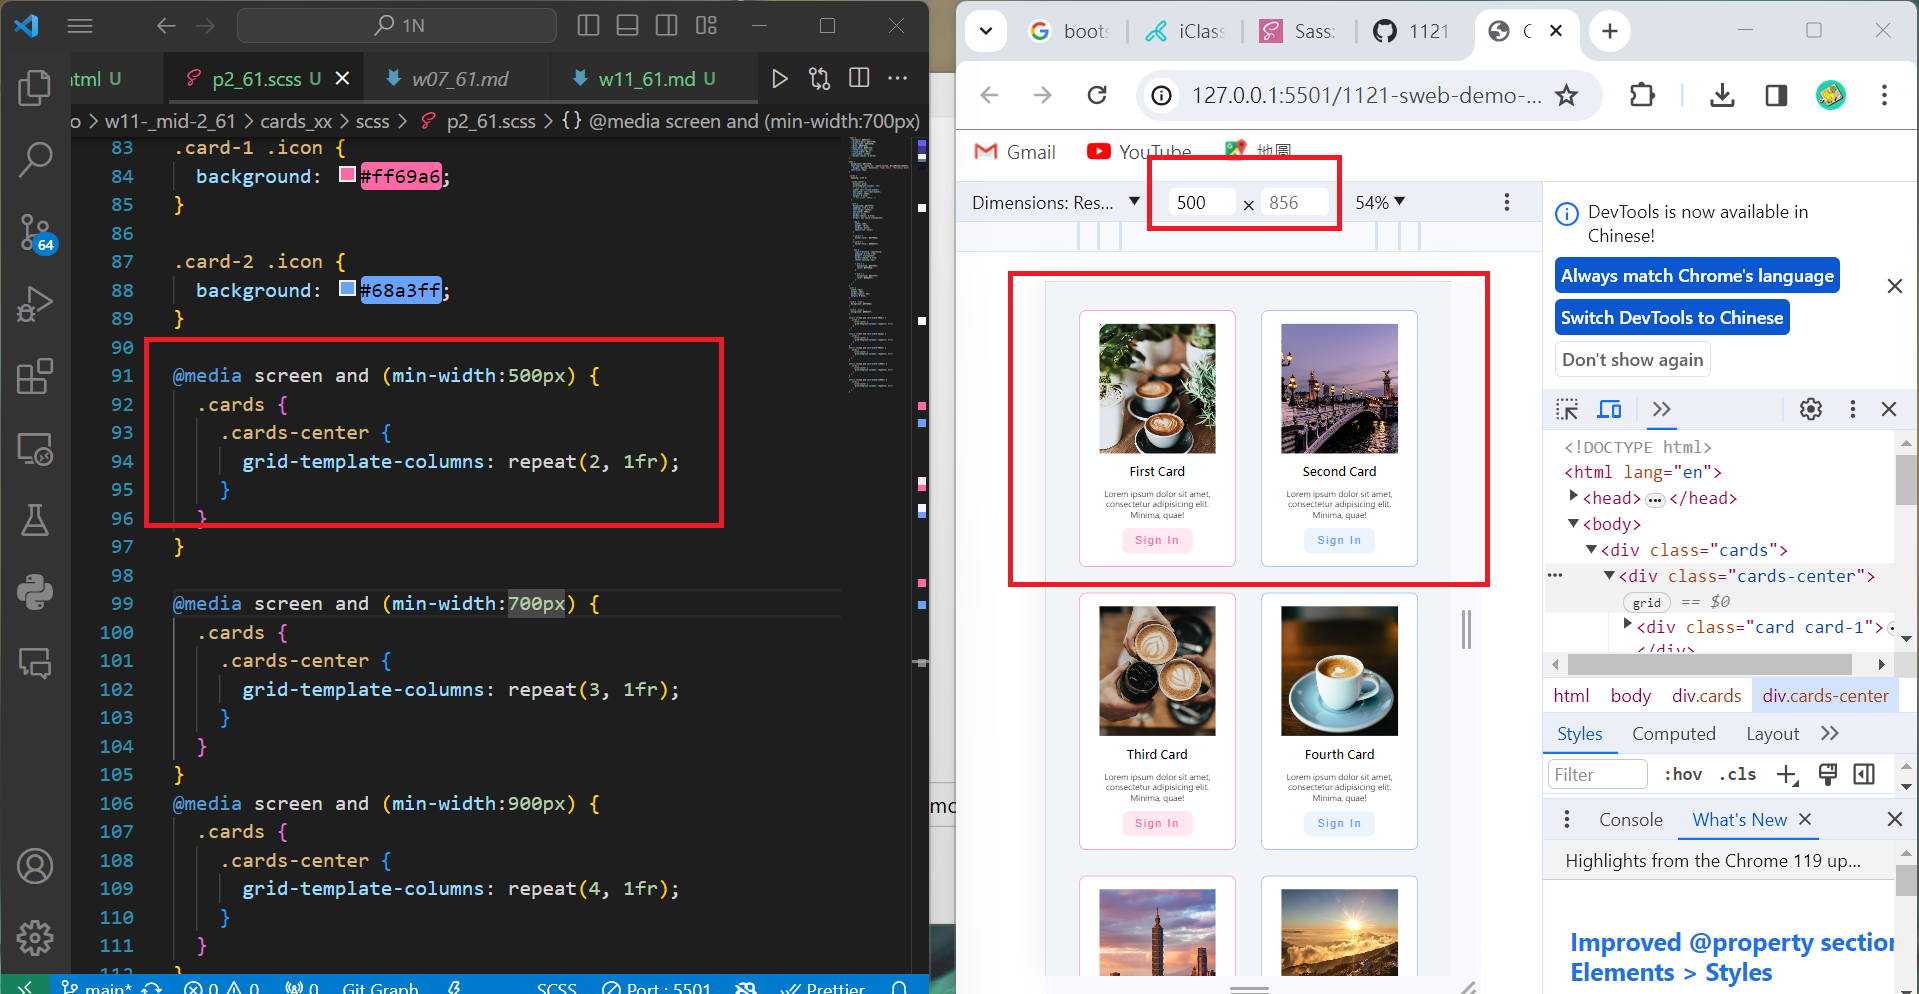 1N
html U
p2_61.scss U
w07_61.md
w11_61.md U
o > w11-_mid-2_61 > cards_xx > scss > p2_61.scss > {} @media screen and (min-width:700px)
83 .card-1 .icon {
84 background: #ff69a6;
85 }
86
87 .card-2 .icon {
88 background: #68a3ff;
89 }
90
91 @media screen and (min-width:500px) {
92 .cards {
93 .cards-center {
94 grid-template-columns: repeat(2, 1fr);
95 }
96 }
97 }
98
99 @media screen and (min-width:700px) {
100 .cards {
101 .cards-center {
102 grid-template-columns: repeat(3, 1fr);
103 }
104 }
105 }
106 @media screen and (min-width:900px) {
107 .cards {
108 .cards-center {
109 grid-template-columns: repeat(4, 1fr);
110 }
111 }
112 }
64
main* 0 0 0 Git Graph SCSS Port : 5501 Prettier
boots
iClass
Sass:
1121
C
127.0.0.1:5501/1121-sweb-demo-...
Gmail
YouTube
地圖
Dimensions: Res... 500 × 856 54%
First Card
Lorem ipsum dolor sit amet,
consectetur adipisicing elit.
Minima, quae!
Sign In
Second Card
Lorem ipsum dolor sit amet,
consectetur adipisicing elit.
Minima, quae!
Sign In
Third Card
Lorem ipsum dolor sit amet,
consectetur adipisicing elit.
Minima, quae!
Sign In
Fourth Card
Lorem ipsum dolor sit amet,
consectetur adipisicing elit.
Minima, quae!
Sign In
DevTools is now available in
Chinese!
Always match Chrome's language
Switch DevTools to Chinese
Don't show again
<!DOCTYPE html>
<html lang="en">
<head> ... </head>
<body>
<div class="cards">
<div class="cards-center">
grid == $0
<div class="card card-1">
</div>
html body div.cards div.cards-center
Styles Computed Layout
Filter :hov .cls
Console What's New
Highlights from the Chrome 119 up...
Improved @property section
Elements > Styles